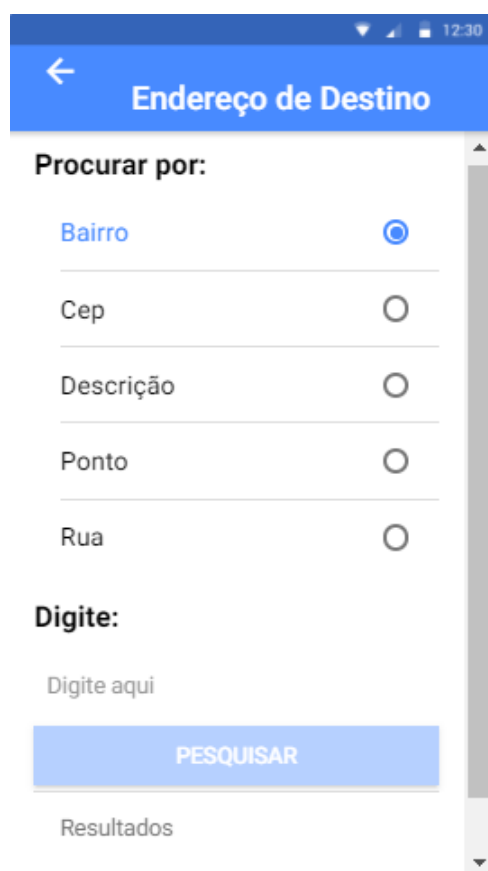 12:30
Endereço de Destino
Procurar por:
Bairro
Cep
Descrição
Ponto
Rua
Digite:
Digite aqui
PESQUISAR
Resultados